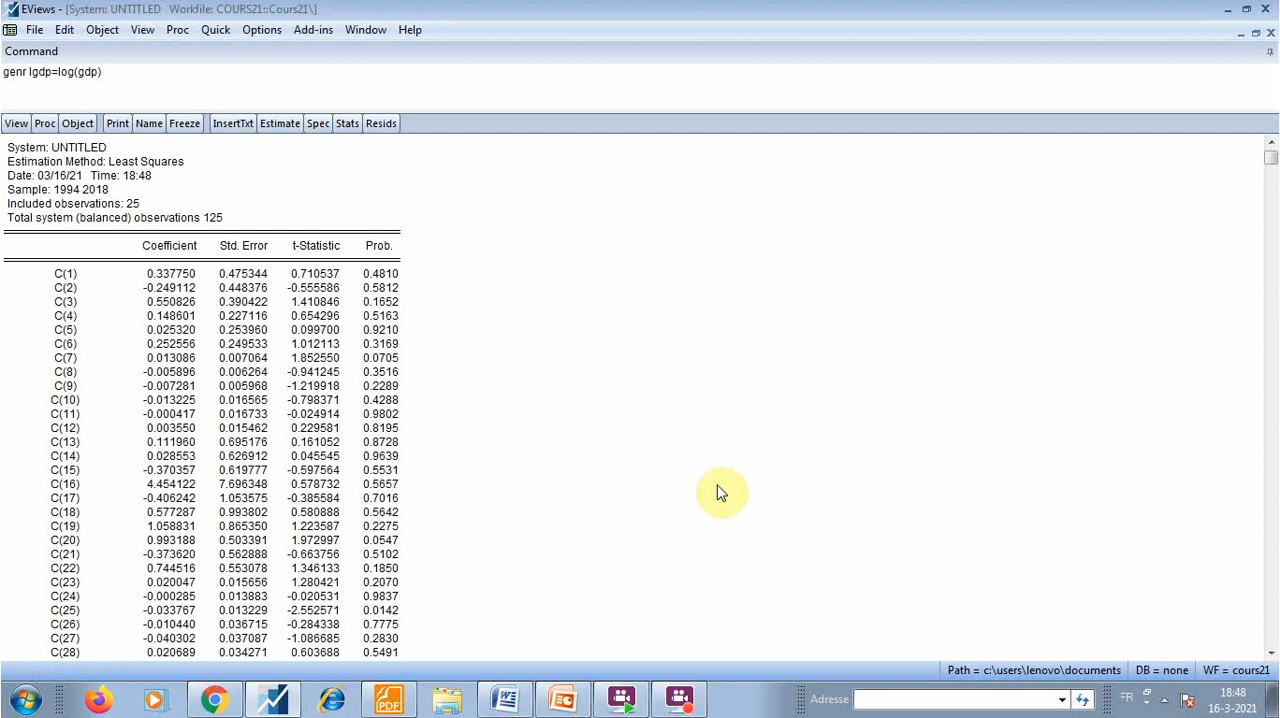 EViews - [System: UNTITLED   Workfile: COURS21::Cours21\]
File Edit Object View Proc Quick Options Add-ins Window Help
Command
genr lgdp=log(gdp)
View Proc Object Print Name Freeze InsertTxt Estimate Spec Stats Resids
System: UNTITLED
Estimation Method: Least Squares
Date: 03/16/21   Time: 18:48
Sample: 1994 2018
Included observations: 25
Total system (balanced) observations 125
Coefficient Std. Error t-Statistic Prob.
C(1) 0.337750 0.475344 0.710537 0.4810
C(2) -0.249112 0.448376 -0.555586 0.5812
C(3) 0.550826 0.390422 1.410846 0.1652
C(4) 0.148601 0.227116 0.654296 0.5163
C(5) 0.025320 0.253960 0.099700 0.9210
C(6) 0.252556 0.249533 1.012113 0.3169
C(7) 0.013086 0.007064 1.852550 0.0705
C(8) -0.005896 0.006264 -0.941245 0.3516
C(9) -0.007281 0.005968 -1.219918 0.2289
C(10) -0.013225 0.016565 -0.798371 0.4288
C(11) -0.000417 0.016733 -0.024914 0.9802
C(12) 0.003550 0.015462 0.229581 0.8195
C(13) 0.111960 0.695176 0.161052 0.8728
C(14) 0.028553 0.626912 0.045545 0.9639
C(15) -0.370357 0.619777 -0.597564 0.5531
C(16) 4.454122 7.696348 0.578732 0.5657
C(17) -0.406242 1.053575 -0.385584 0.7016
C(18) 0.577287 0.993802 0.580888 0.5642
C(19) 1.058831 0.865350 1.223587 0.2275
C(20) 0.993188 0.503391 1.972997 0.0547
C(21) -0.373620 0.562888 -0.663756 0.5102
C(22) 0.744516 0.553078 1.346133 0.1850
C(23) 0.020047 0.015656 1.280421 0.2070
C(24) -0.000285 0.013883 -0.020531 0.9837
C(25) -0.033767 0.013229 -2.552571 0.0142
C(26) -0.010440 0.036715 -0.284338 0.7775
C(27) -0.040302 0.037087 -1.086685 0.2830
C(28) 0.020689 0.034271 0.603688 0.5491
Path = c:\users\lenovo\documents DB = none WF = cours21
PDF Adresse FR 18:48
16-3-2021